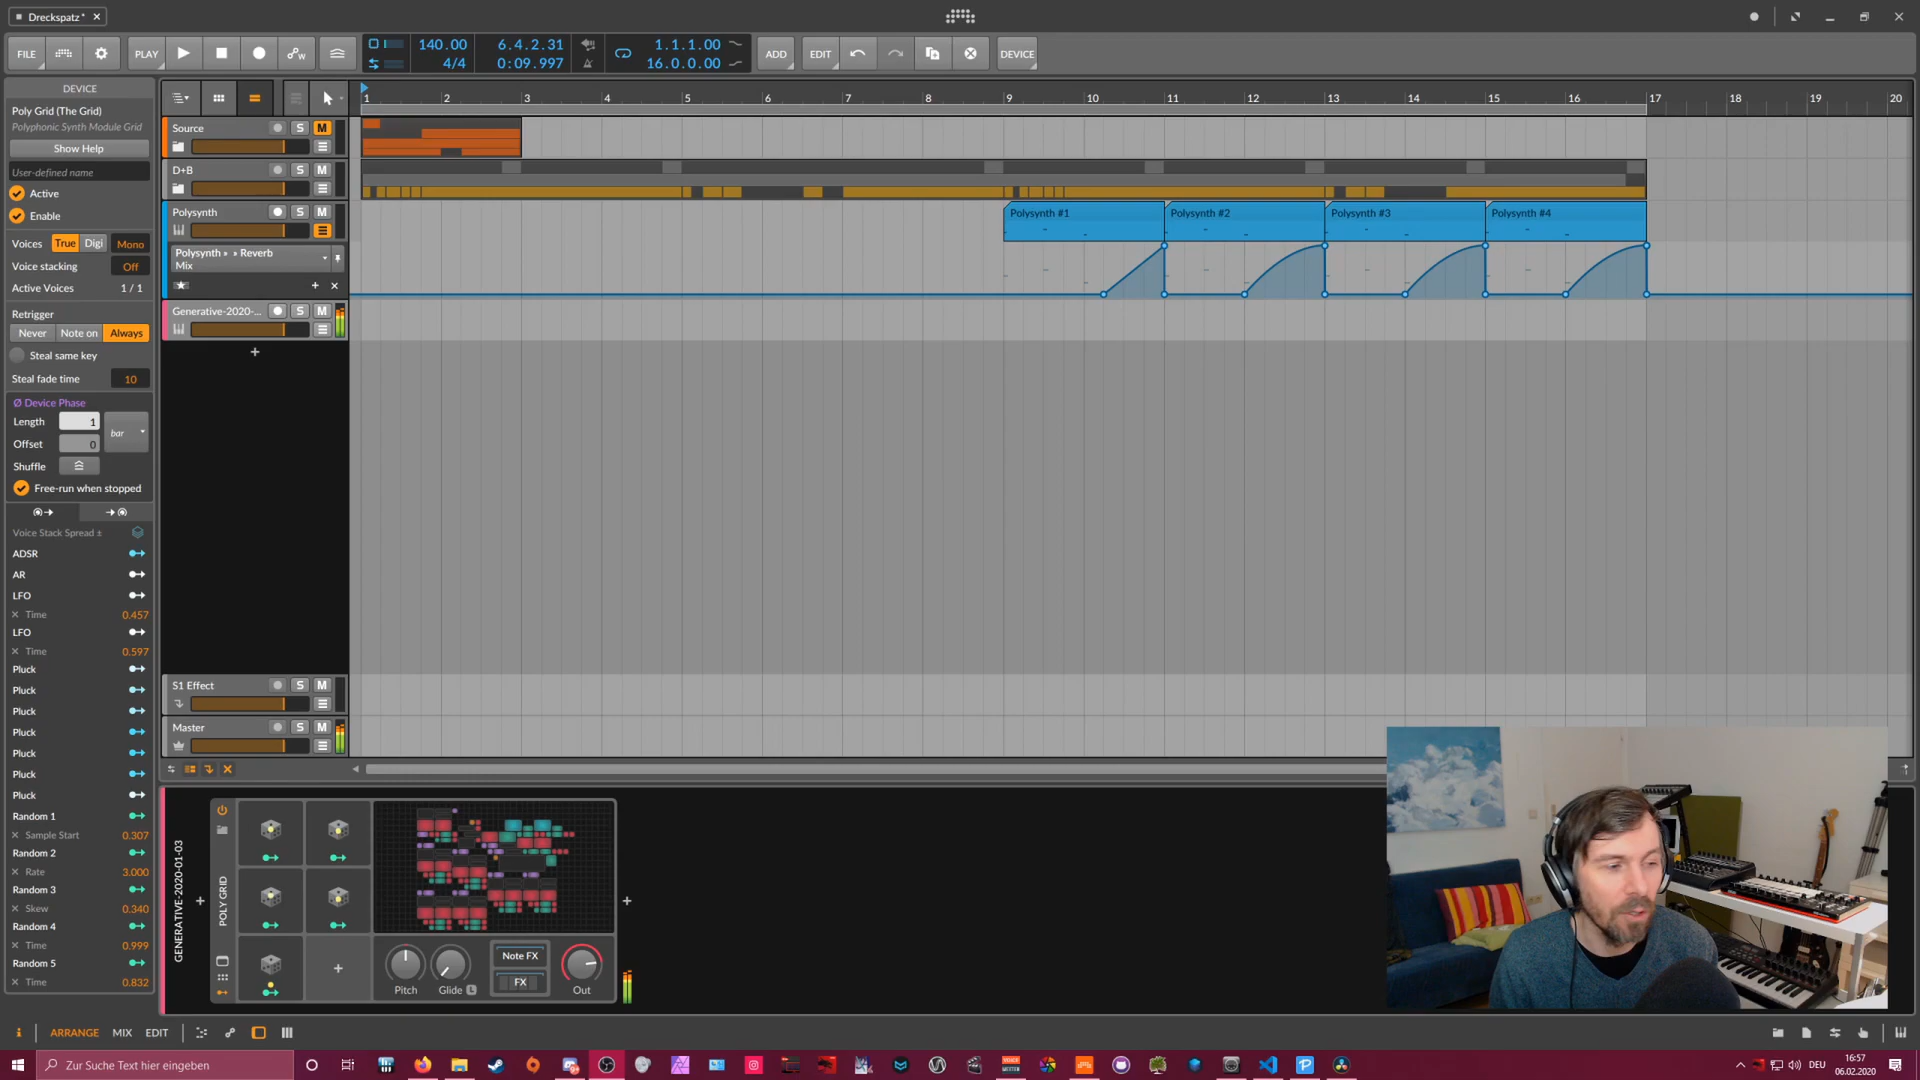 Dreckspatz *
FILE
PLAY
140.00
4/4
6.4.2.31
0:09.997
1.1.1.00
16.0.0.00
ADD
EDIT
DEVICE
DEVICE
Poly Grid (The Grid)
Polyphonic Synth Module Grid
Show Help
User-defined name
Active
Enable
Voices True Digi Mono
Voice stacking Off
Active Voices 1 / 1
Retrigger
Never Note on Always
Steal same key
Steal fade time 10
Ø Device Phase
Length 1
bar
Offset 0
Shuffle
Free-run when stopped
Voice Stack Spread ±
ADSR
AR
LFO
Time 0.457
LFO
Time 0.597
Pluck
Pluck
Pluck
Pluck
Pluck
Pluck
Pluck
Random 1
Sample Start 0.307
Random 2
Rate 3.000
Random 3
Skew 0.340
Random 4
Time 0.999
Random 5
Time 0.832
1 2 3 4 5 6 7 8 9 10 11 12 13 14 15 16 17 18 19 20
Source S M
D+B S M
Polysynth S M
Polysynth » » Reverb
Mix
Generative-2020-... S M
Polysynth #1
Polysynth #2
Polysynth #3
Polysynth #4
S1 Effect S M
Master S M
GENERATIVE-2020-01-03
POLY GRID
Pitch
Glide L
Note FX
FX
Out
i ARRANGE MIX EDIT
Zur Suche Text hier eingeben
DEU
16:57
06.02.2020